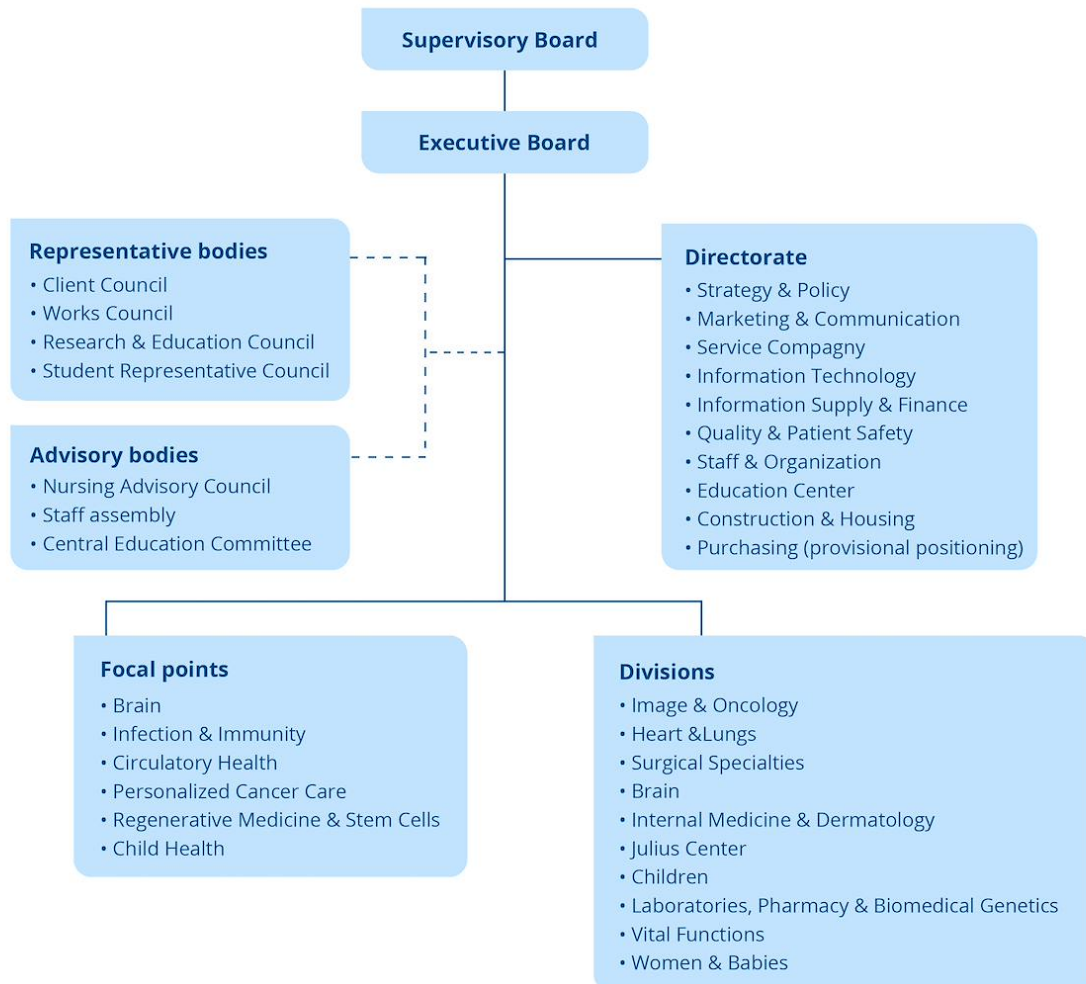 Supervisory Board
Executive Board
Representative bodies
• Client Council
• Works Council
• Research & Education Council
• Student Representative Council
Advisory bodies
• Nursing Advisory Council
• Staff assembly
• Central Education Committee
Directorate
• Strategy & Policy
• Marketing & Communication
• Service Compagny
• Information Technology
• Information Supply & Finance
• Quality & Patient Safety
• Staff & Organization
• Education Center
• Construction & Housing
• Purchasing (provisional positioning)
Focal points
• Brain
• Infection & Immunity
• Circulatory Health
• Personalized Cancer Care
• Regenerative Medicine & Stem Cells
• Child Health
Divisions
• Image & Oncology
• Heart &Lungs
• Surgical Specialties
• Brain
• Internal Medicine & Dermatology
• Julius Center
• Children
• Laboratories, Pharmacy & Biomedical Genetics
• Vital Functions
• Women & Babies